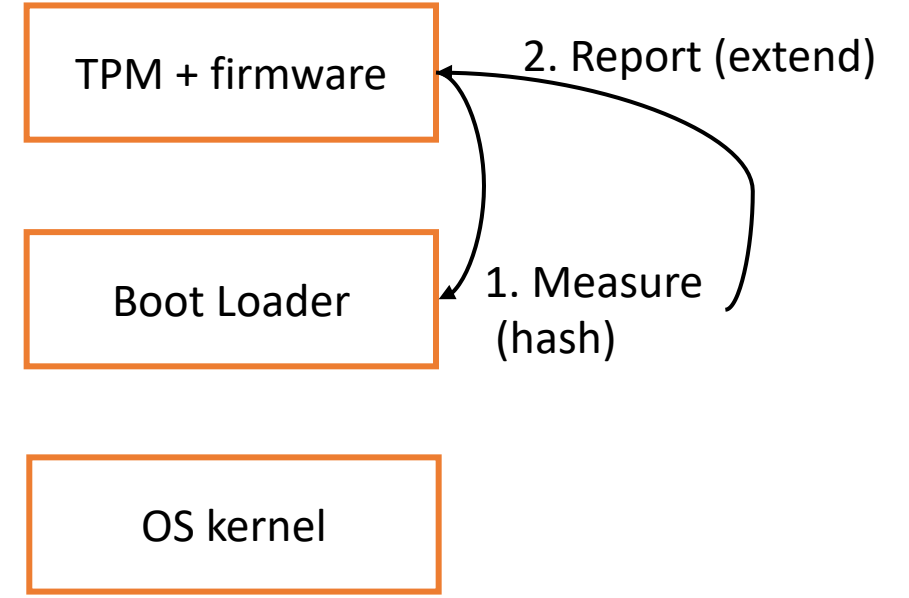 TPM + firmware
2. Report (extend)
Boot Loader
1. Measure
(hash)
OS kernel